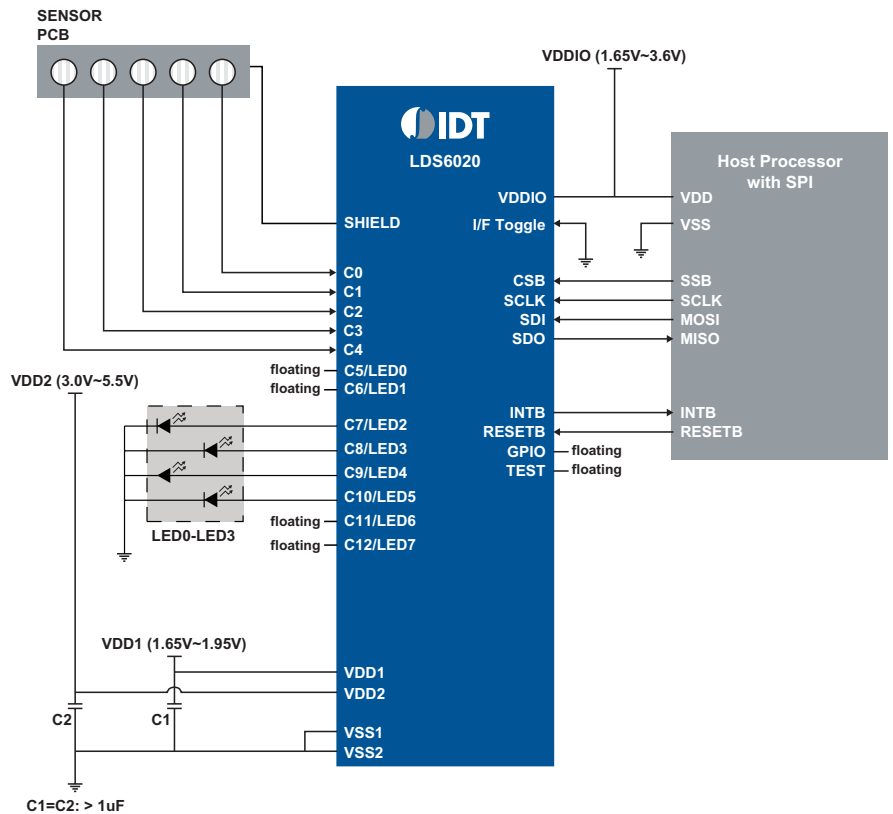 SENSOR
PCB
VDDIO (1.65V~3.6V)
IDT
LDS6020
Host Processor
with SPI
VDDIO
VDD
SHIELD
I/F Toggle
VSS
C0
C1
C2
C3
C4
CSB
SSB
SCLK
SCLK
SDI
MOSI
SDO
MISO
floating
C5/LED0
floating
C6/LED1
VDD2 (3.0V~5.5V)
C7/LED2
C8/LED3
C9/LED4
C10/LED5
floating
C11/LED6
floating
C12/LED7
LED0-LED3
INTB
INTB
RESETB
RESETB
GPIO
floating
TEST
floating
VDD1 (1.65V~1.95V)
VDD1
VDD2
C2
C1
VSS1
VSS2
C1=C2: > 1uF